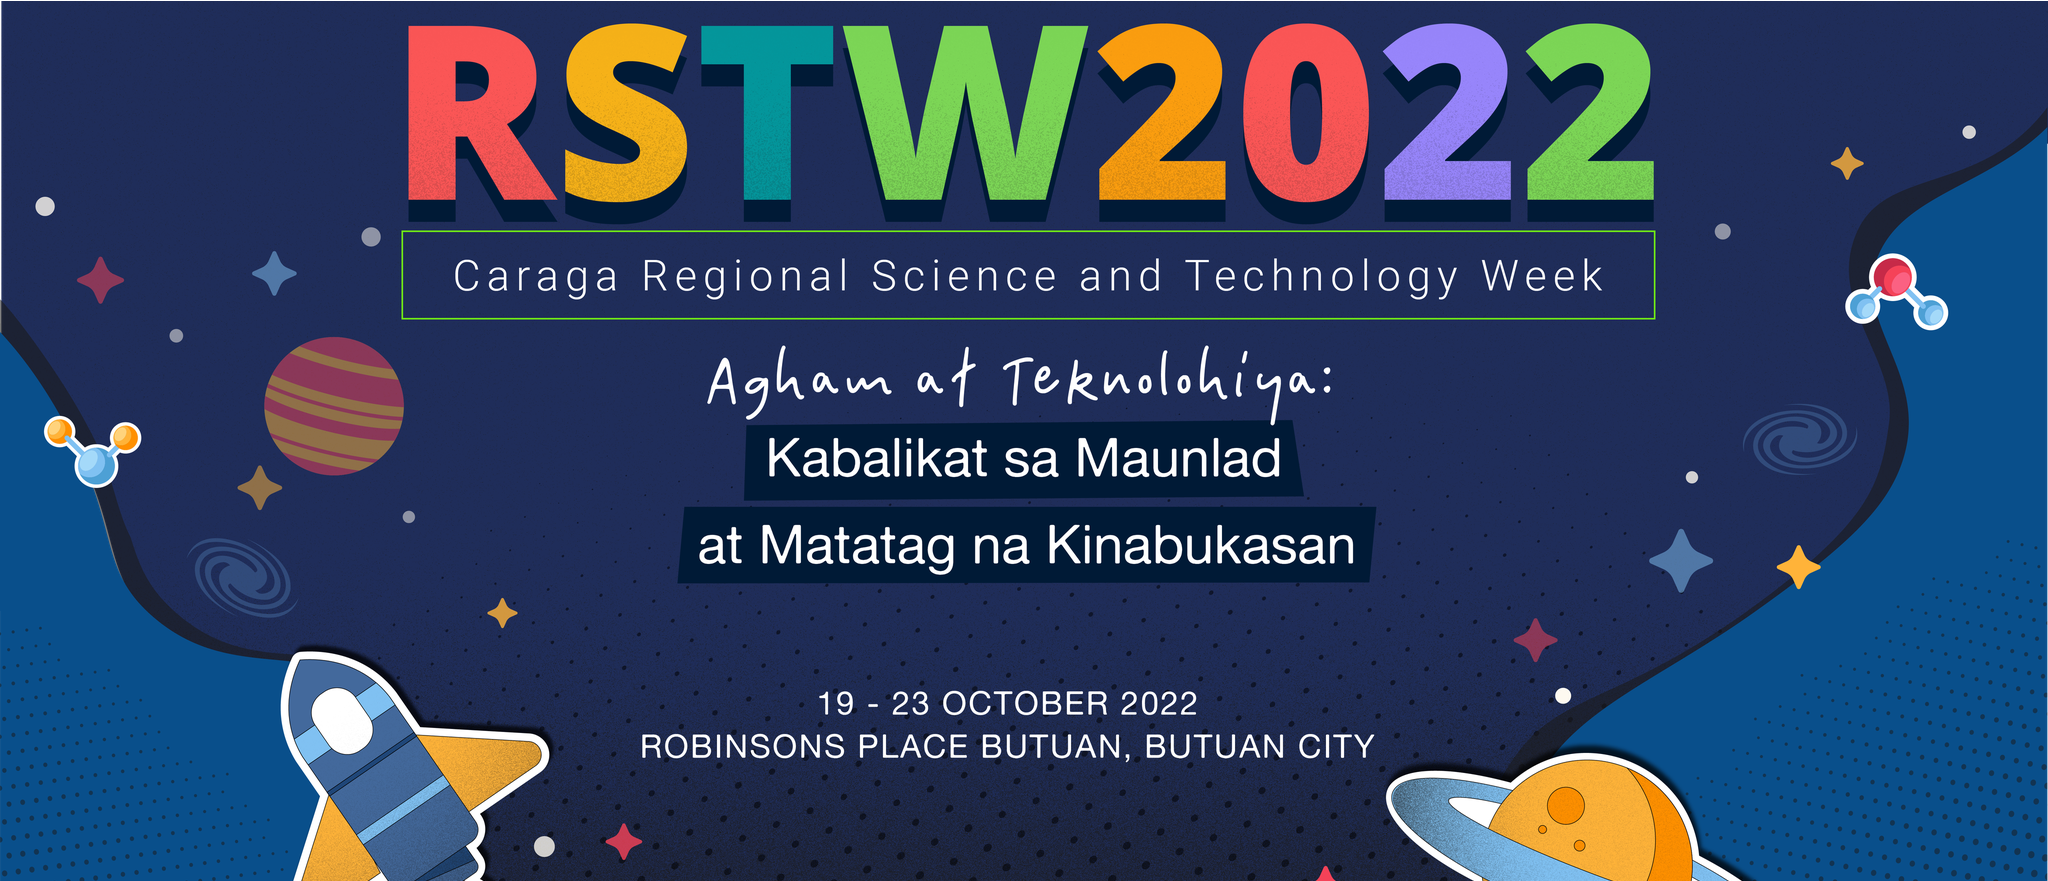 RSTW2022
Caraga Regional Science and Technology Week
Agham at Teknolohiya:
Kabalikat sa Maunlad
at Matatag na Kinabukasan
19 - 23 OCTOBER 2022
ROBINSONS PLACE BUTUAN, BUTUAN CITY